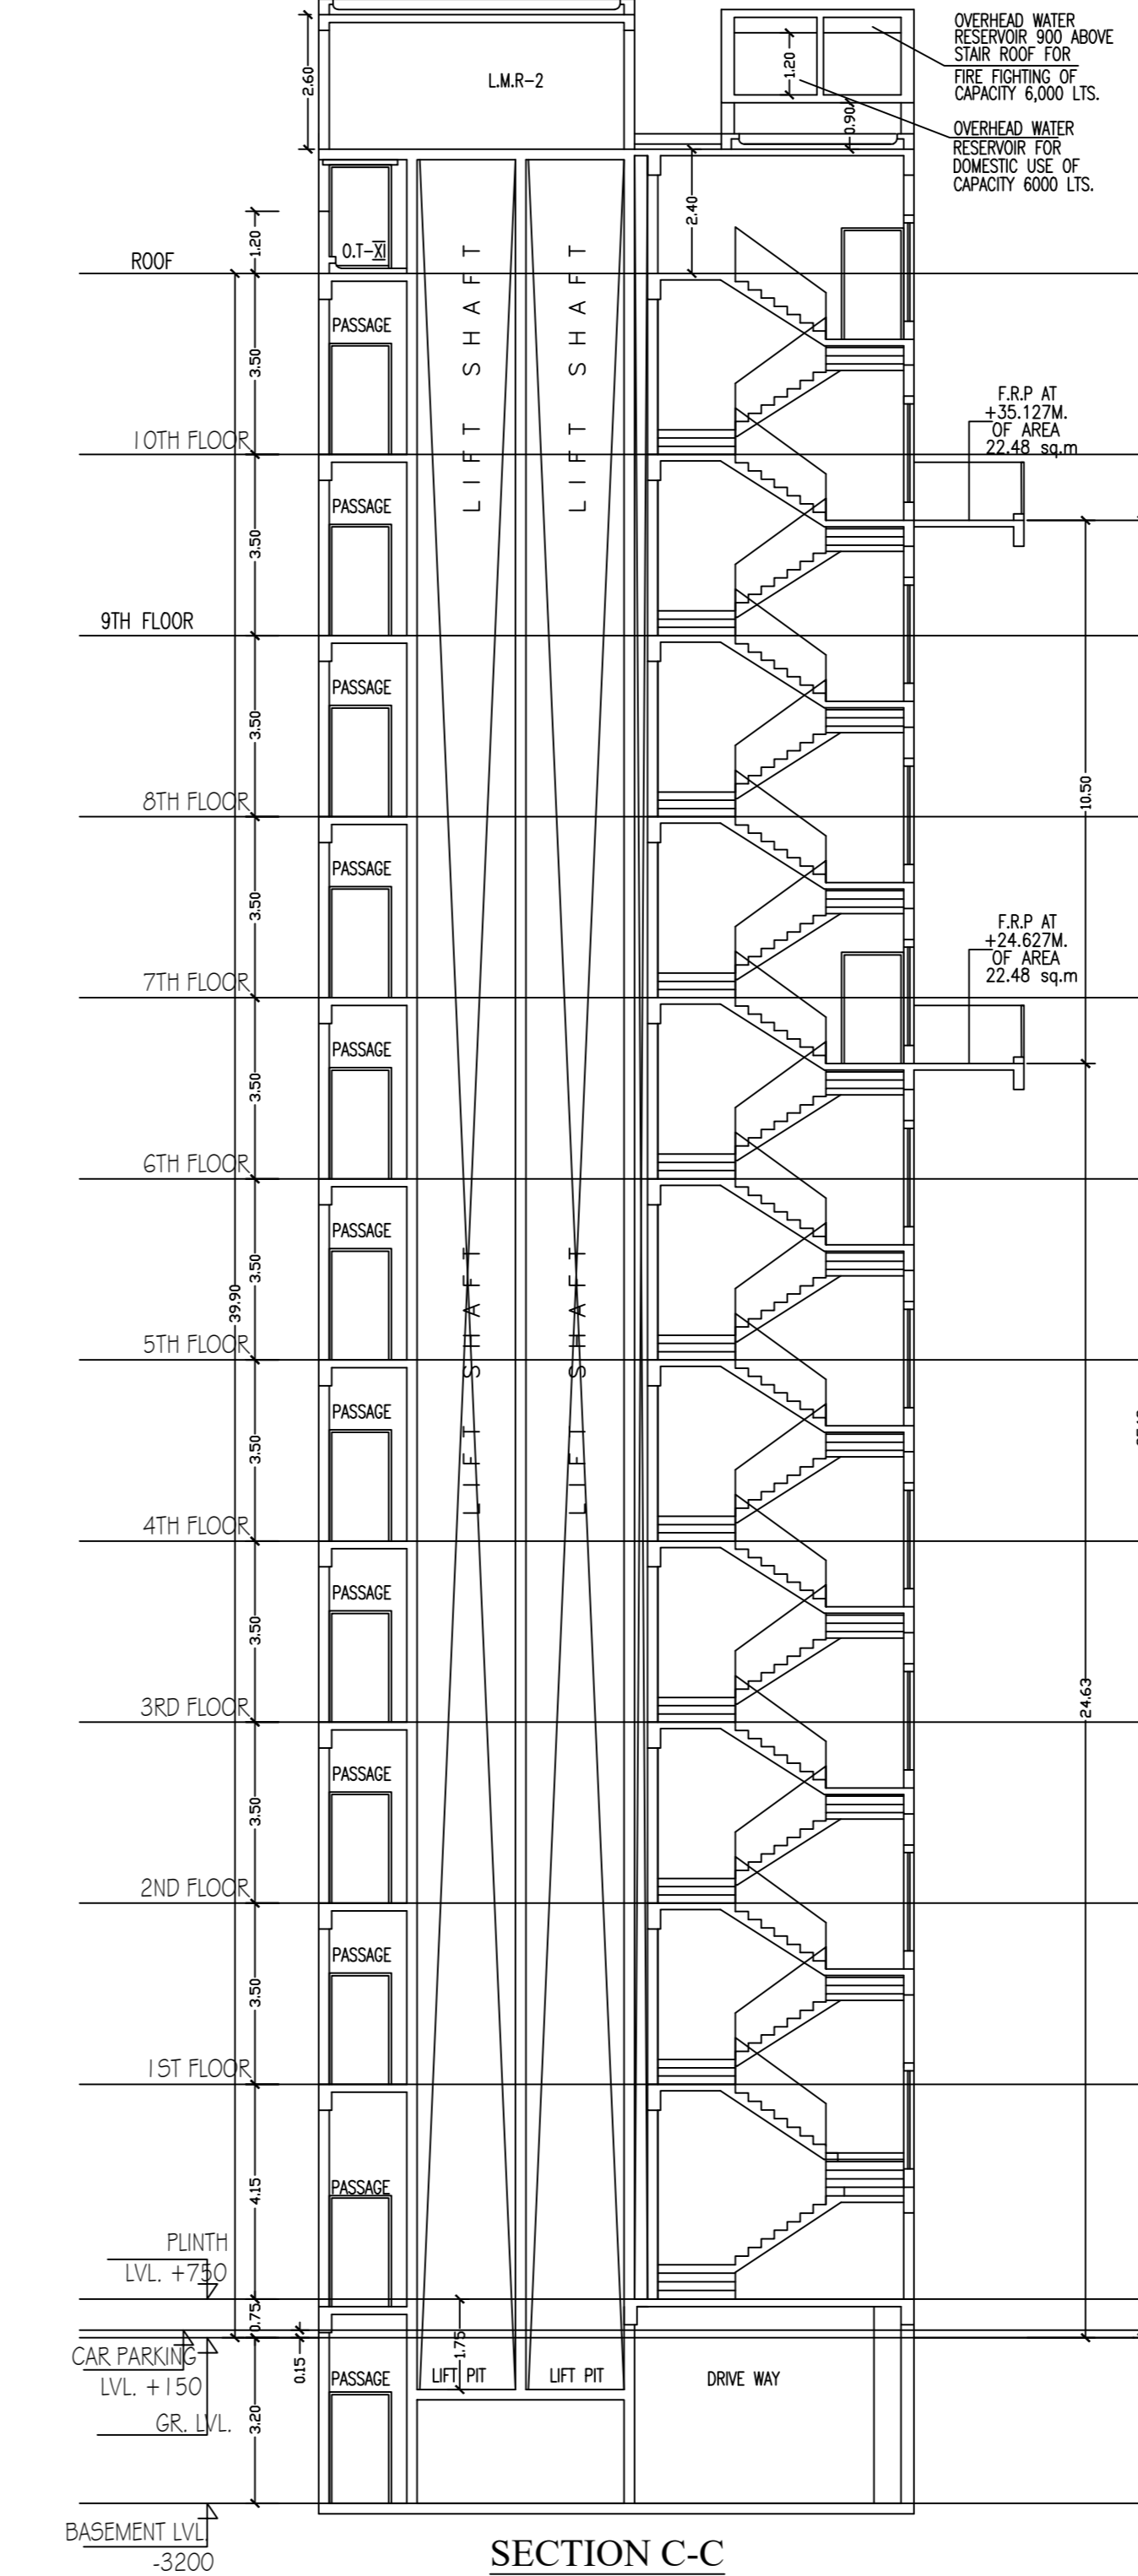 OVERHEAD WATER
RESERVOIR 900 ABOVE
STAIR ROOF FOR
FIRE FIGHTING OF
CAPACITY 6,000 LTS.
OVERHEAD WATER
RESERVOIR FOR
DOMESTIC USE OF
CAPACITY 6000 LTS.
2.60
L.M.R-2
1.20
0.90
2.40
1.20
O.T-XI
ROOF
LIFT SHAFT
LIFT SHAFT
PASSAGE
3.50
F.R.P AT
+35.127M.
OF AREA
22.48 sq.m
10TH FLOOR
PASSAGE
3.50
9TH FLOOR
PASSAGE
3.50
10.50
8TH FLOOR
PASSAGE
3.50
F.R.P AT
+24.627M.
OF AREA
22.48 sq.m
7TH FLOOR
PASSAGE
3.50
6TH FLOOR
PASSAGE
3.50
39.90
LIFT SHAFT
LIFT SHAFT
5TH FLOOR
PASSAGE
3.50
4TH FLOOR
PASSAGE
3.50
24.63
3RD FLOOR
PASSAGE
3.50
2ND FLOOR
PASSAGE
3.50
1ST FLOOR
PASSAGE
4.15
PLINTH
LVL. +750
0.75
CAR PARKING
LVL. +150
0.15
1.75
PASSAGE
LIFT PIT
LIFT PIT
DRIVE WAY
GR. LVL.
3.20
BASEMENT LVL.
-3200
SECTION C-C